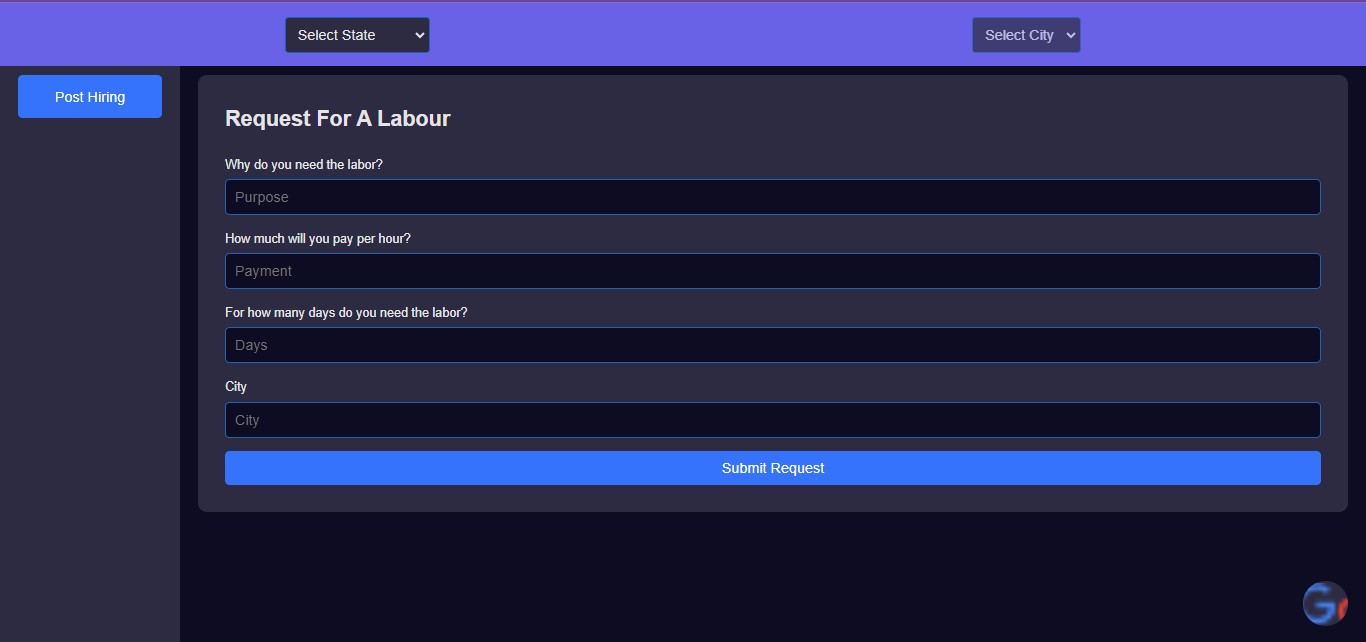 Select State
Select City
Post Hiring
Request For A Labour
Why do you need the labor?
Purpose
How much will you pay per hour?
Payment
For how many days do you need the labor?
Days
City
City
Submit Request